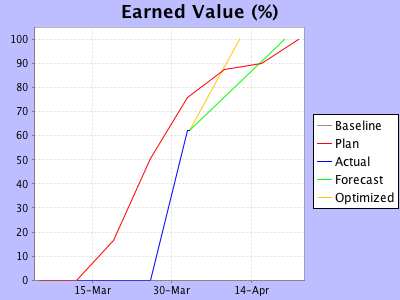 Earned Value (%)
100
90
80
70
60
50
40
30
20
10
0
15-Mar
30-Mar
14-Apr
Baseline
Plan
Actual
Forecast
Optimized